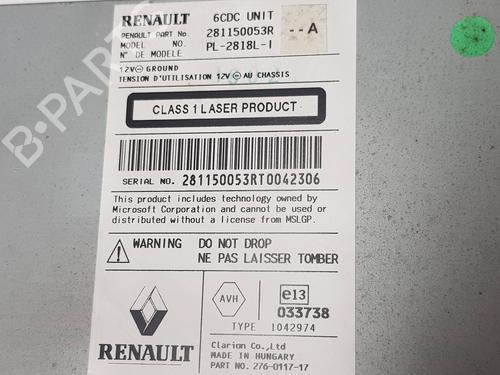 RENAULT 6CDC UNIT
RENAULT PART No. 281150053R --A
MODEL NO. PL-2818L-I
N° DE MODELE
12V⊖ GROUND
TENSION D'UTILISATION 12V⊖ AU CHASSIS
CLASS 1 LASER PRODUCT
SERIAL NO. 281150053RT0042306
This product includes technology owned by
Microsoft Corporation and cannot be used or
distributed without a license from MSLGP.
WARNING DO NOT DROP
NE PAS LAISSER TOMBER
AVH e13
033738
TYPE 1042974
RENAULT
Clarion Co.,Ltd
MADE IN HUNGARY
PART No. 276-0117-17
B-PARTS